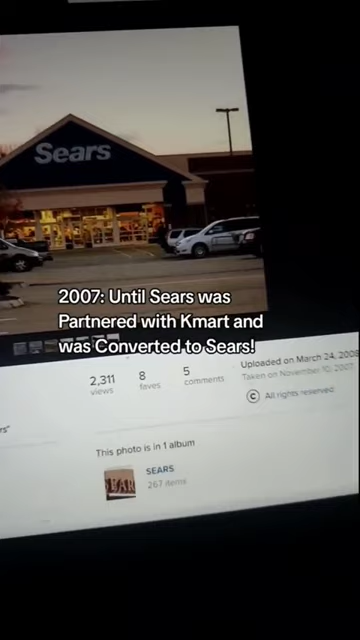 Sears
2007: Until Sears was
Partnered with Kmart and
was Converted to Sears!
2,311
views
8
faves
5
comments
Uploaded on March 24, 2008
Taken on November 10, 2007
© All rights reserved
rs"
This photo is in 1 album
SEARS
267 items